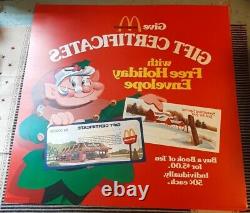 Give
GIFT CERTIFICATES
with
Free Holiday
Envelope
GIFT CERTIFICATE
Buy a Book of Ten
for $5.00.
Individually,
50¢ each.